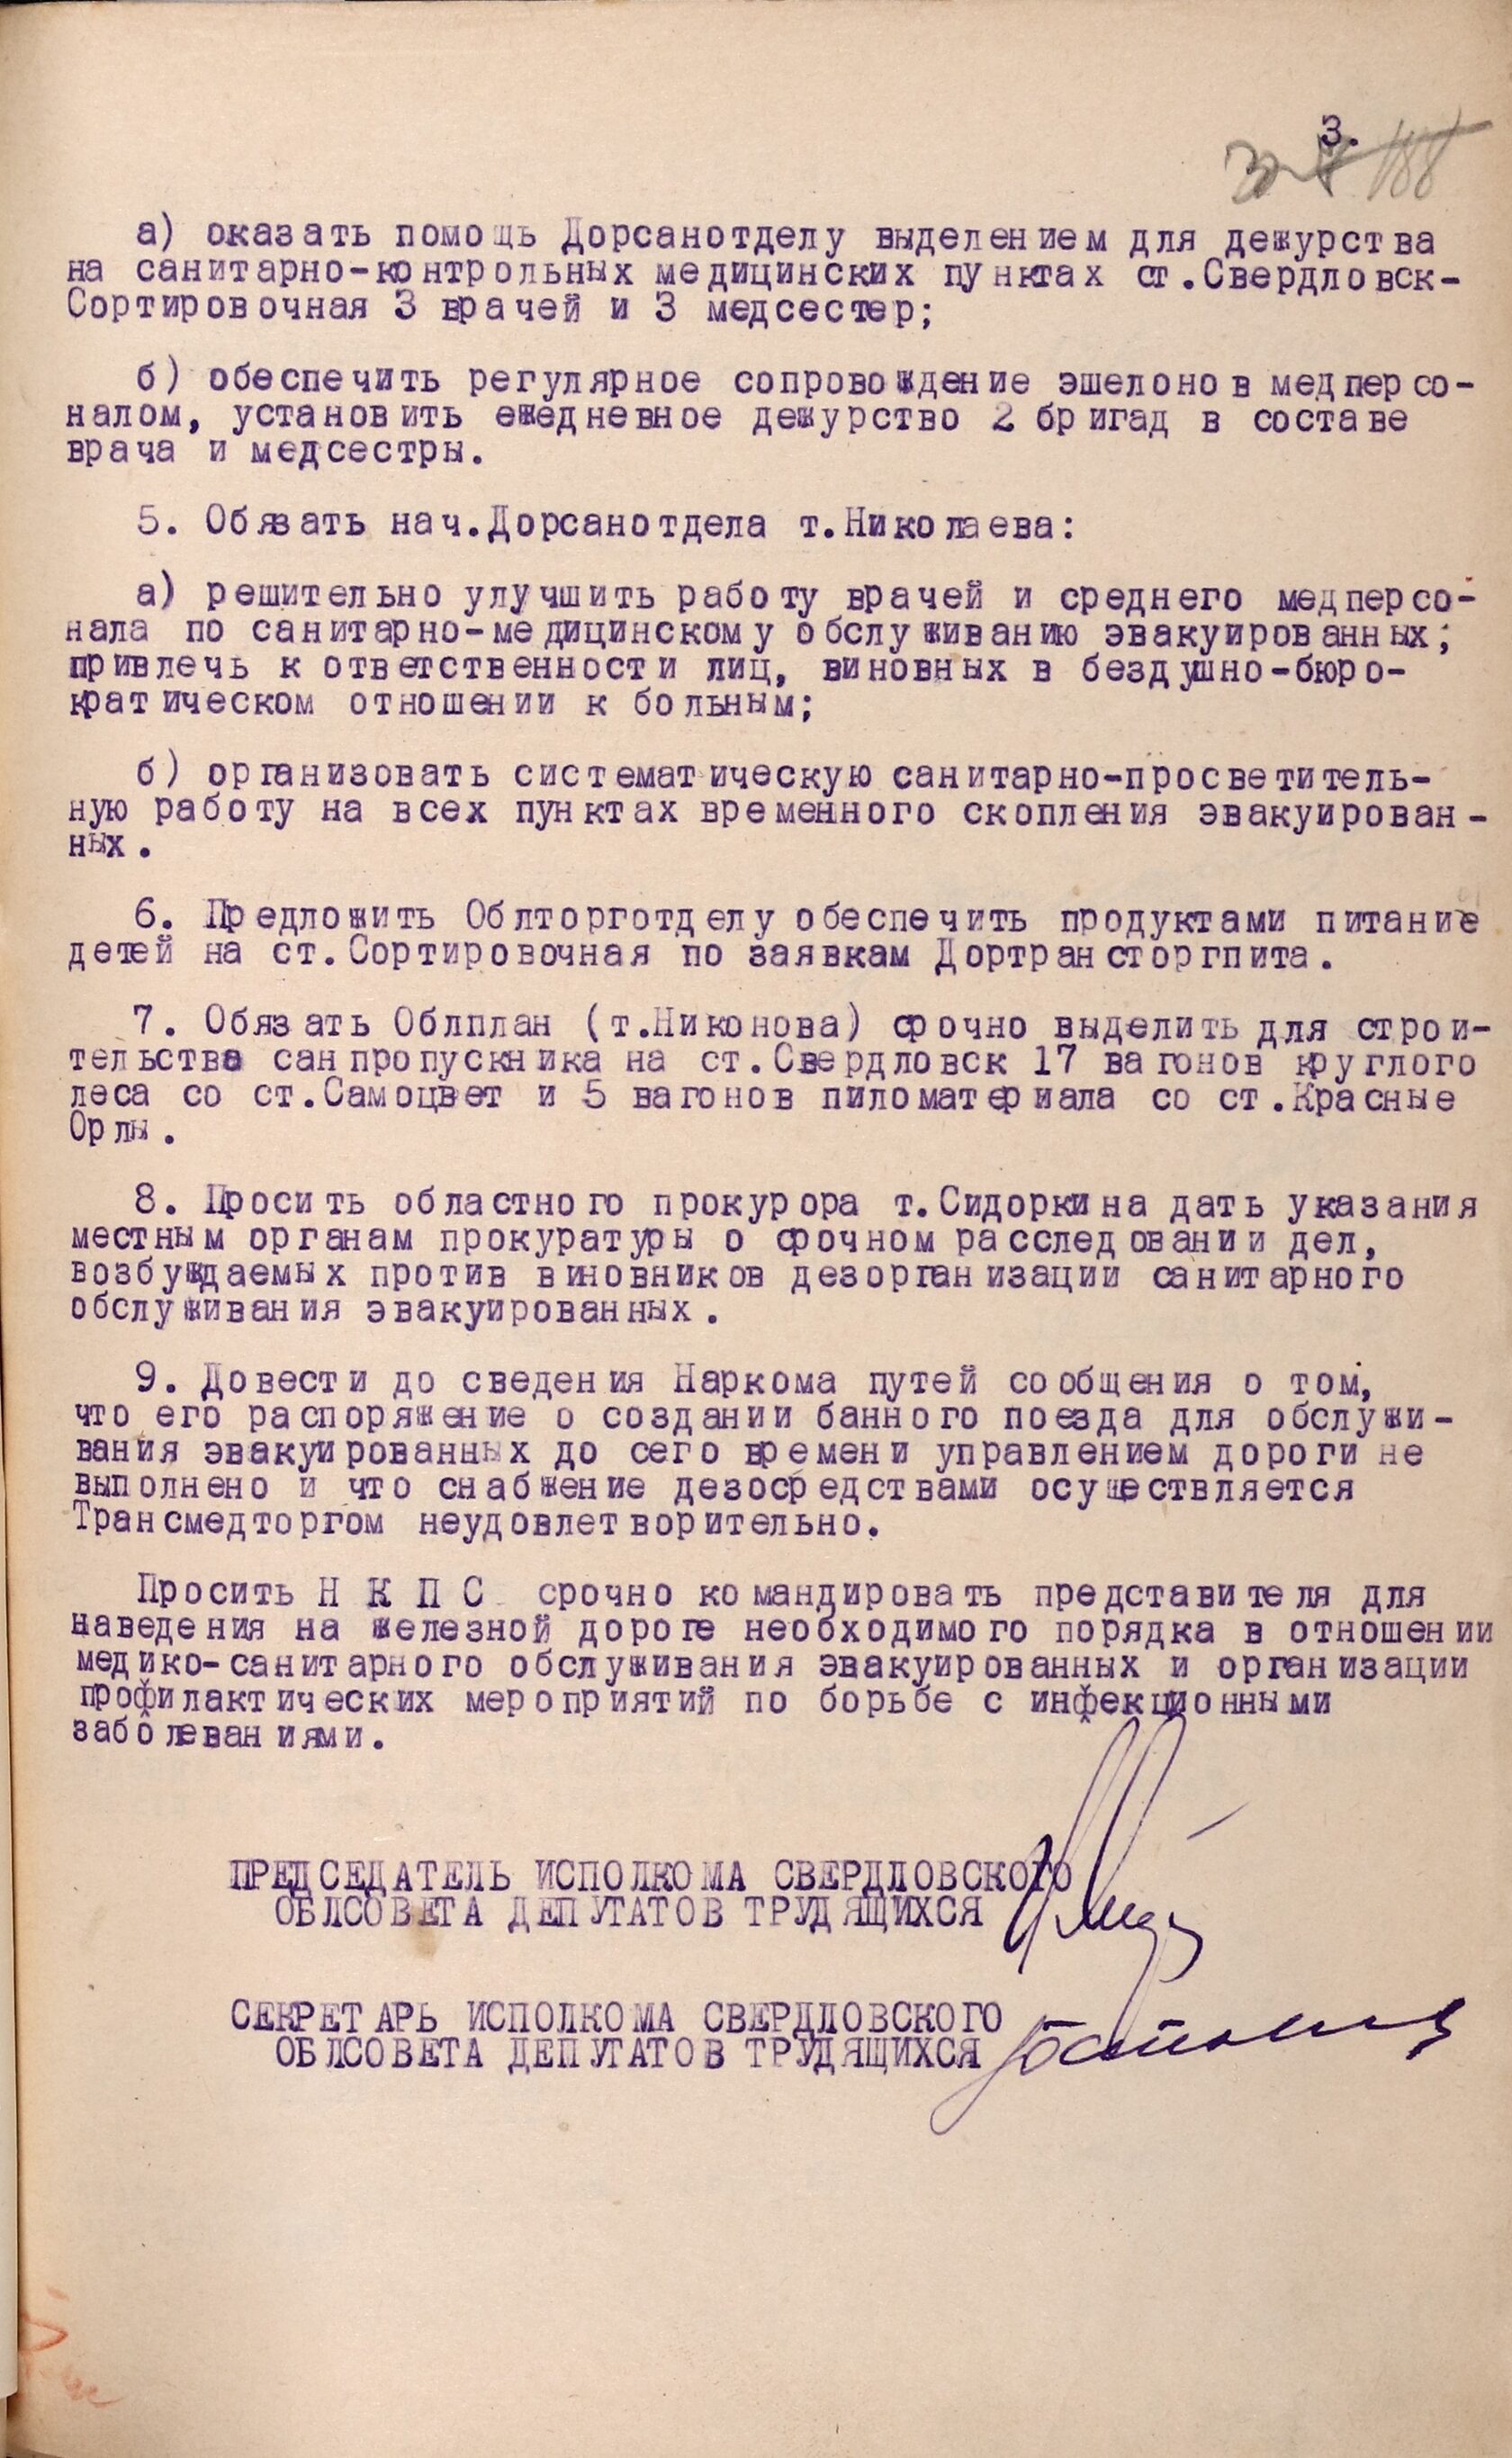 3.
188
а) оказать помощь Дорсанотделу выделением для дежурства
на санитарно-контрольных медицинских пунктах ст.Свердловск-
Сортировочная 3 врачей и 3 медсестер;
б) обеспечить регулярное сопровождение эшелонов медперсо-
налом, установить ежедневное дежурство 2 бригад в составе
врача и медсестры.
5. Обязать нач.Дорсанотдела т.Николаева:
а) решительно улучшить работу врачей и среднего медперсо-
нала по санитарно-медицинскому обслуживанию эвакуированных;
привлечь к ответственности лиц, виновных в бездушно-бюро-
кратическом отношении к больным;
б) организовать систематическую санитарно-просветитель-
ную работу на всех пунктах временного скопления эвакуирован-
ных.
6. Предложить Облторготделу обеспечить продуктами питание
детей на ст.Сортировочная по заявкам Дортрансторгпита.
7. Обязать Облплан (т.Никонова) срочно выделить для строи-
тельства санпропускника на ст.Свердловск 17 вагонов круглого
леса со ст.Самоцвет и 5 вагонов пиломатериала со ст.Красные
Орлы.
8. Просить областного прокурора т.Сидоркина дать указания
местным органам прокуратуры о срочном расследовании дел,
возбуждаемых против виновников дезорганизации санитарного
обслуживания эвакуированных.
9. Довести до сведения Наркома путей сообщения о том,
что его распоряжение о создании банного поезда для обслужи-
вания эвакуированных до сего времени управлением дороги не
выполнено и что снабжение дезосредствами осуществляется
Трансмедторгом неудовлетворительно.
Просить Н К П С срочно командировать представителя для
наведения на железной дороге необходимого порядка в отношении
медико-санитарного обслуживания эвакуированных и организации
профилактических мероприятий по борьбе с инфекционными
заболеваниями.
ПРЕДСЕДАТЕЛЬ ИСПОЛКОМА СВЕРДЛОВСКОГО
ОБЛСОВЕТА ДЕПУТАТОВ ТРУДЯЩИХСЯ
СЕКРЕТАРЬ ИСПОЛКОМА СВЕРДЛОВСКОГО
ОБЛСОВЕТА ДЕПУТАТОВ ТРУДЯЩИХСЯ